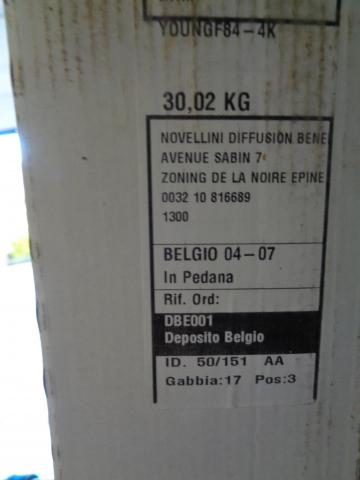 YOUNGF84-4K
30,02 KG
NOVELLINI DIFFUSION BENE
AVENUE SABIN 7
ZONING DE LA NOIRE EPINE
0032 10 816689
1300
BELGIO 04-07
In Pedana
Rif. Ord:
DBE001
Deposito Belgio
ID. 50/151 AA
Gabbia:17 Pos:3